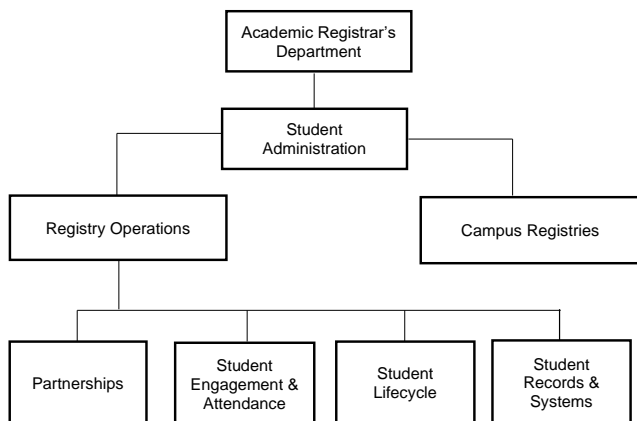 Academic Registrar’s
Department
Student
Administration
Registry Operations
Campus Registries
Partnerships
Student
Engagement &
Attendance
Student
Lifecycle
Student
Records &
Systems